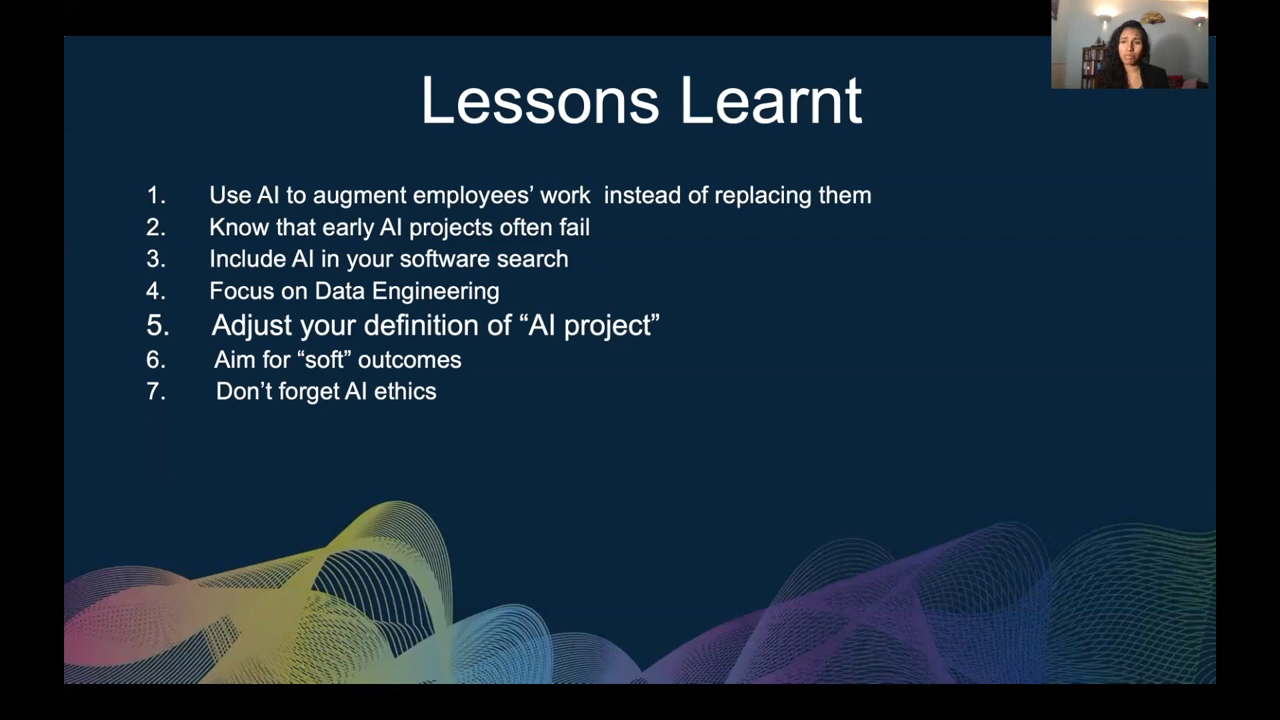 Lessons Learnt
1. Use AI to augment employees’ work  instead of replacing them
2. Know that early AI projects often fail
3. Include AI in your software search
4. Focus on Data Engineering
5. Adjust your definition of “AI project”
6. Aim for “soft” outcomes
7. Don’t forget AI ethics